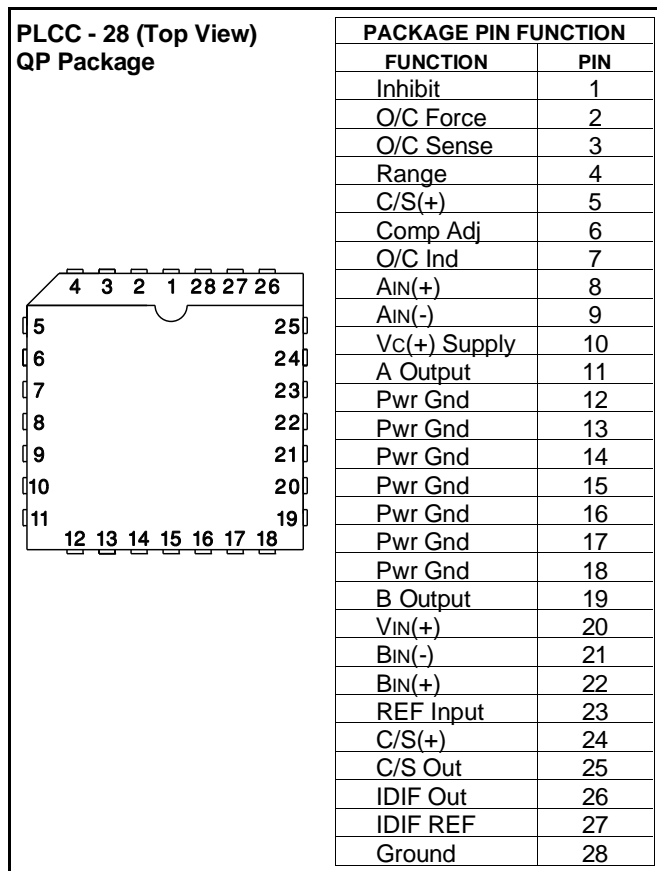 PLCC - 28 (Top View)
QP Package
4 3 2 1 28 27 26
5 25
6 24
7 23
8 22
9 21
10 20
11 19
12 13 14 15 16 17 18
PACKAGE PIN FUNCTION
FUNCTION PIN
Inhibit 1
O/C Force 2
O/C Sense 3
Range 4
C/S(+) 5
Comp Adj 6
O/C Ind 7
AIN(+) 8
AIN(-) 9
VC(+) Supply 10
A Output 11
Pwr Gnd 12
Pwr Gnd 13
Pwr Gnd 14
Pwr Gnd 15
Pwr Gnd 16
Pwr Gnd 17
Pwr Gnd 18
B Output 19
VIN(+) 20
BIN(-) 21
BIN(+) 22
REF Input 23
C/S(+) 24
C/S Out 25
IDIF Out 26
IDIF REF 27
Ground 28